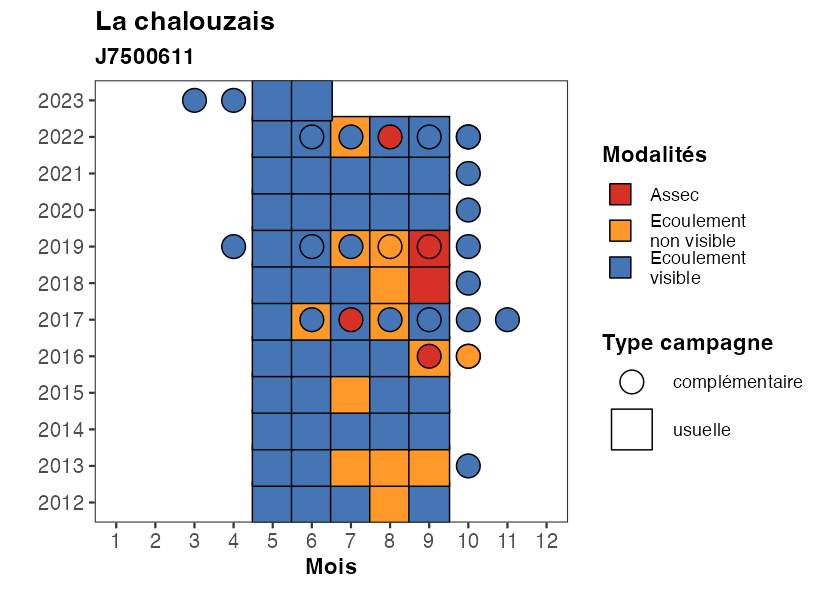 La chalouzais
J7500611
2023
2022
2021
2020
2019
2018
2017
2016
2015
2014
2013
2012
1 2 3 4 5 6 7 8 9 10 11 12
Mois
Modalités
Assec
Ecoulement
non visible
Ecoulement
visible
Type campagne
complémentaire
usuelle